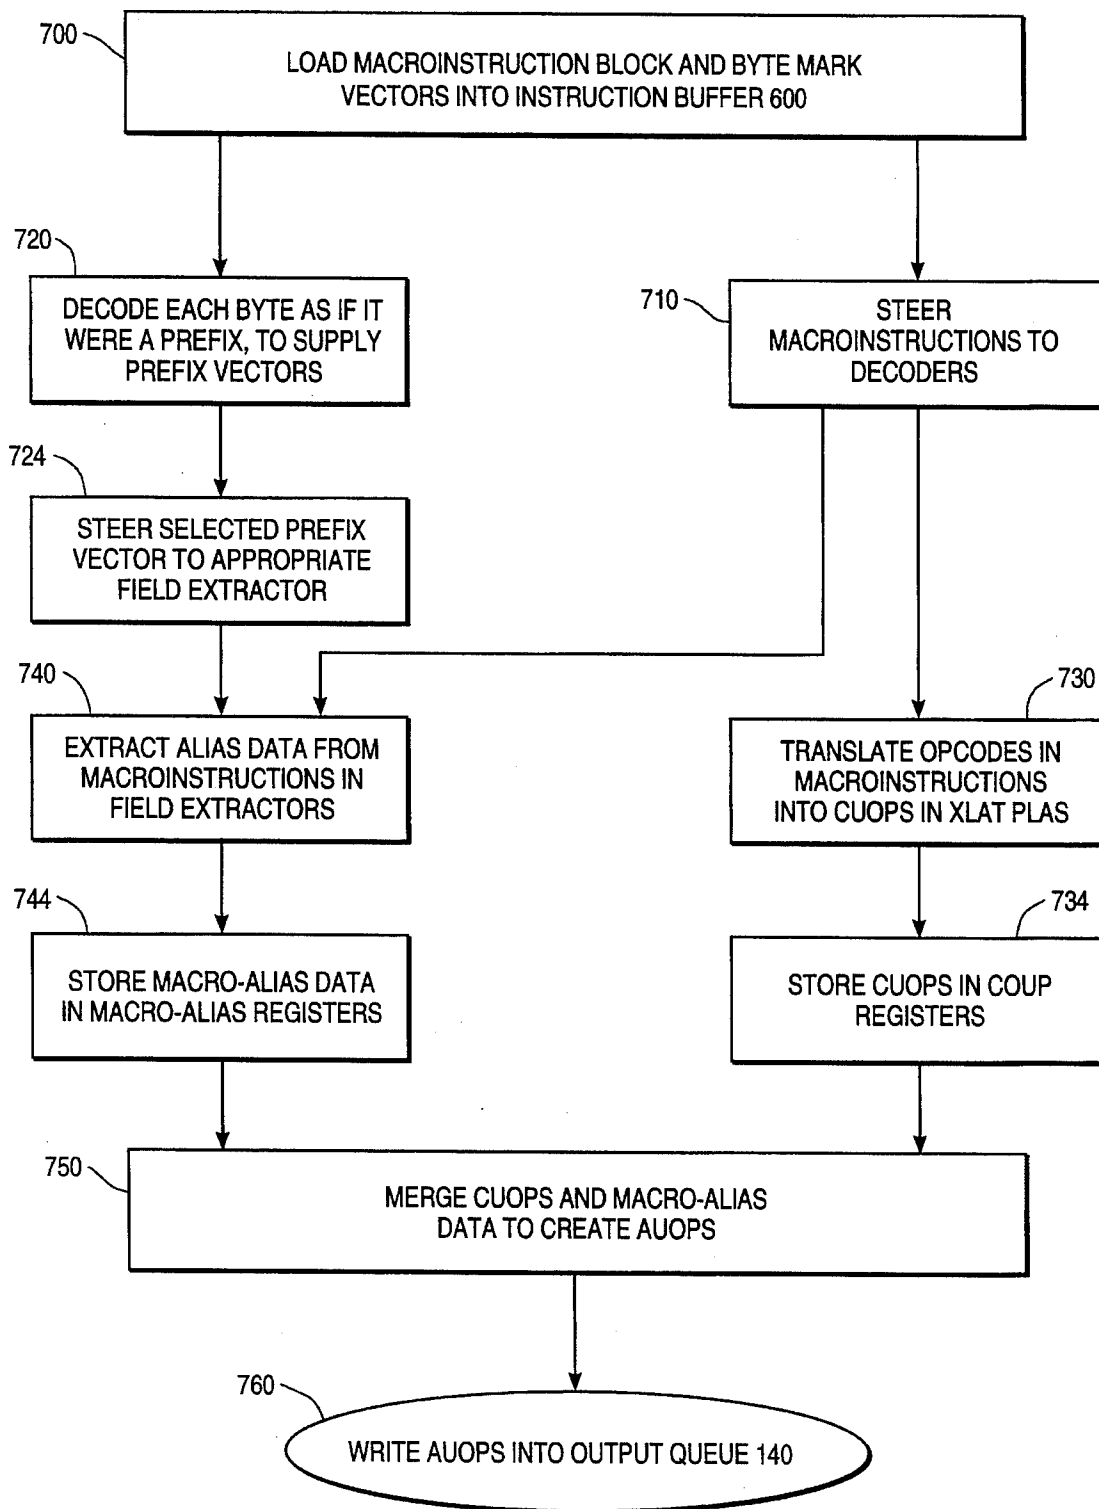 700
LOAD MACROINSTRUCTION BLOCK AND BYTE MARK
VECTORS INTO INSTRUCTION BUFFER 600
720
DECODE EACH BYTE AS IF IT
WERE A PREFIX, TO SUPPLY
PREFIX VECTORS
710
STEER
MACROINSTRUCTIONS TO
DECODERS
724
STEER SELECTED PREFIX
VECTOR TO APPROPRIATE
FIELD EXTRACTOR
740
EXTRACT ALIAS DATA FROM
MACROINSTRUCTIONS IN
FIELD EXTRACTORS
730
TRANSLATE OPCODES IN
MACROINSTRUCTIONS
INTO CUOPS IN XLAT PLAS
744
STORE MACRO-ALIAS DATA
IN MACRO-ALIAS REGISTERS
734
STORE CUOPS IN COUP
REGISTERS
750
MERGE CUOPS AND MACRO-ALIAS
DATA TO CREATE AUOPS
760
WRITE AUOPS INTO OUTPUT QUEUE 140